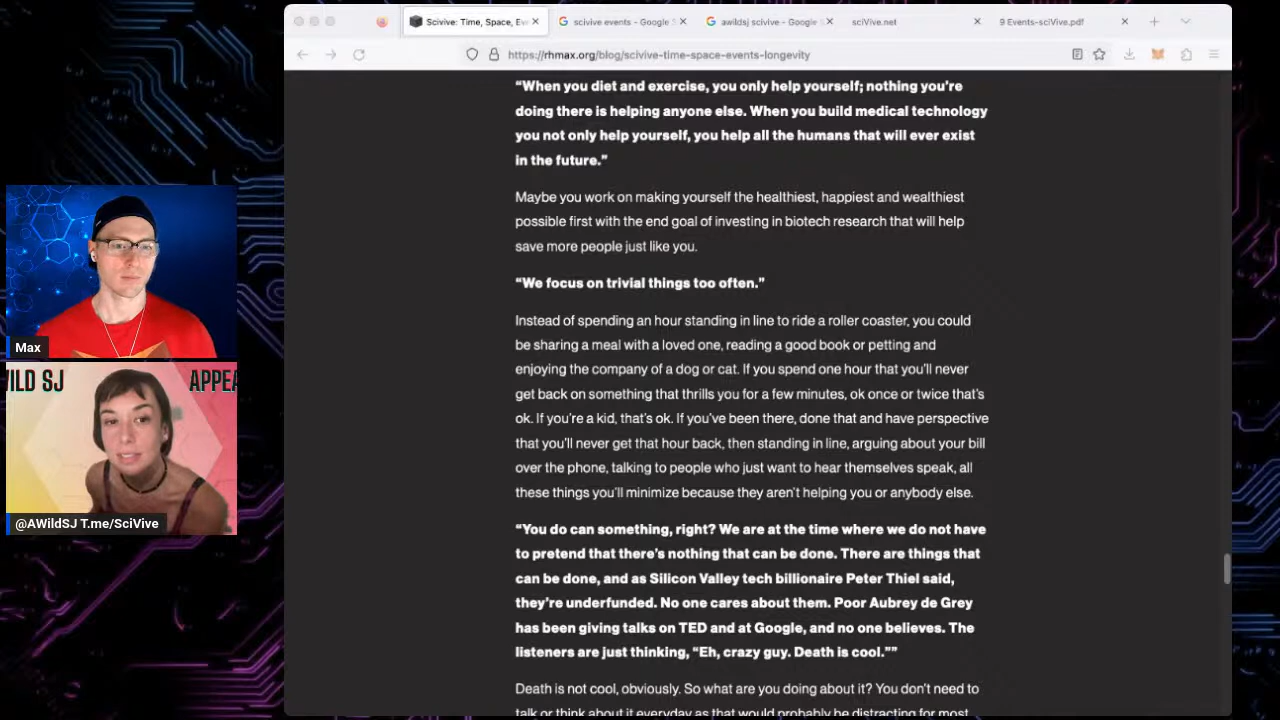 Scivive: Time, Space, Eve
scivive events - Google S
awildsj scivive - Google S
sciVive.net
9 Events-sciVive.pdf
https://rhmax.org/blog/scivive-time-space-events-longevity
“When you diet and exercise, you only help yourself; nothing you’re
doing there is helping anyone else. When you build medical technology
you not only help yourself, you help all the humans that will ever exist
in the future.”
Maybe you work on making yourself the healthiest, happiest and wealthiest
possible first with the end goal of investing in biotech research that will help
save more people just like you.
“We focus on trivial things too often.”
Instead of spending an hour standing in line to ride a roller coaster, you could
be sharing a meal with a loved one, reading a good book or petting and
enjoying the company of a dog or cat. If you spend one hour that you’ll never
get back on something that thrills you for a few minutes, ok once or twice that’s
ok. If you’re a kid, that’s ok. If you’ve been there, done that and have perspective
that you’ll never get that hour back, then standing in line, arguing about your bill
over the phone, talking to people who just want to hear themselves speak, all
these things you’ll minimize because they aren’t helping you or anybody else.
“You do can something, right? We are at the time where we do not have
to pretend that there’s nothing that can be done. There are things that
can be done, and as Silicon Valley tech billionaire Peter Thiel said,
they’re underfunded. No one cares about them. Poor Aubrey de Grey
has been giving talks on TED and at Google, and no one believes. The
listeners are just thinking, “Eh, crazy guy. Death is cool.””
Death is not cool, obviously. So what are you doing about it? You don’t need to
talk or think about it everyday as that would probably be distracting for most
Max
WILD SJ
APPEA
@AWildSJ T.me/SciVive